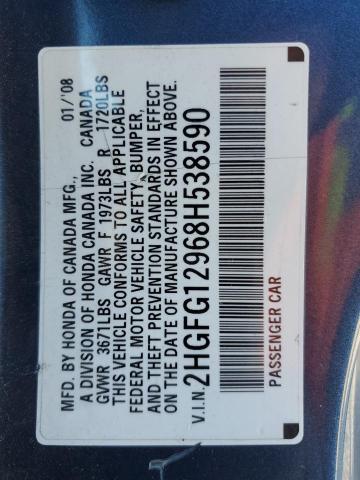 MFD. BY HONDA OF CANADA MFG., 01/'08
A DIVISION OF HONDA CANADA INC. CANADA
GVWR 3671LBS GAWR F 1973LBS R 1720LBS
THIS VEHICLE CONFORMS TO ALL APPLICABLE
FEDERAL MOTOR VEHICLE SAFETY, BUMPER,
AND THEFT PREVENTION STANDARDS IN EFFECT
ON THE DATE OF MANUFACTURE SHOWN ABOVE.
V.I.N. 2HGFG12968H538590
PASSENGER CAR